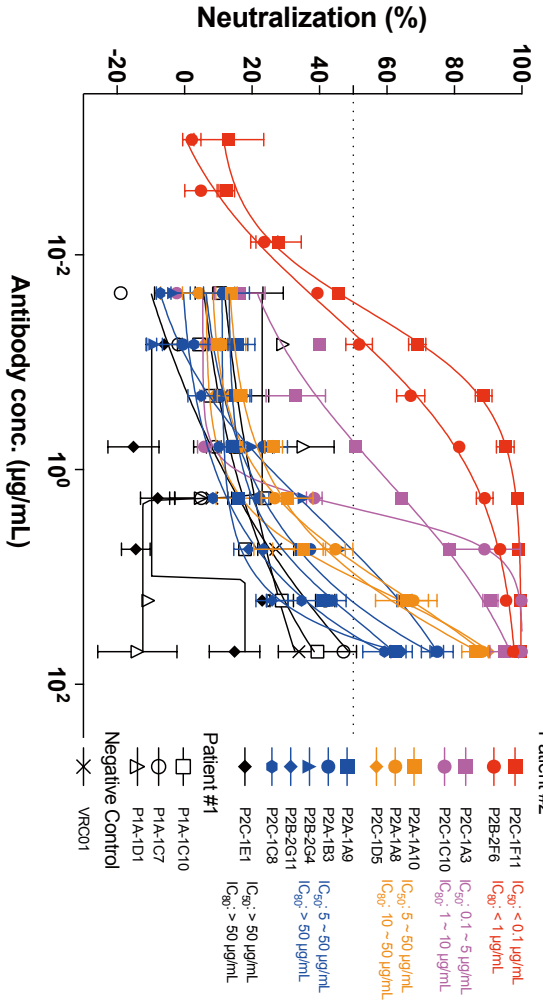 Neutralization (%)
100
80
60
40
20
0
-20
10⁻²
10⁰
10²
Antibody conc. (µg/mL)
#2
P2C-1F11
P2B-2F6
IC₅₀: < 0.1 µg/mL
IC₈₀: < 1 µg/mL
P2C-1A3
P2C-1C10
IC₅₀: 0.1 ~ 5 µg/mL
IC₈₀: 1 ~ 10 µg/mL
P2A-1A10
P2A-1A8
P2C-1D5
IC₅₀: 5 ~ 50 µg/mL
IC₈₀: 10 ~ 50 µg/mL
P2A-1A9
P2A-1B3
P2B-2G4
P2B-2G11
P2C-1C8
IC₅₀: 5 ~ 50 µg/mL
IC₈₀: > 50 µg/mL
P2C-1E1
IC₅₀: > 50 µg/mL
IC₈₀: > 50 µg/mL
Patient #1
P1A-1C10
P1A-1C7
P1A-1D1
Negative Control
VRC01